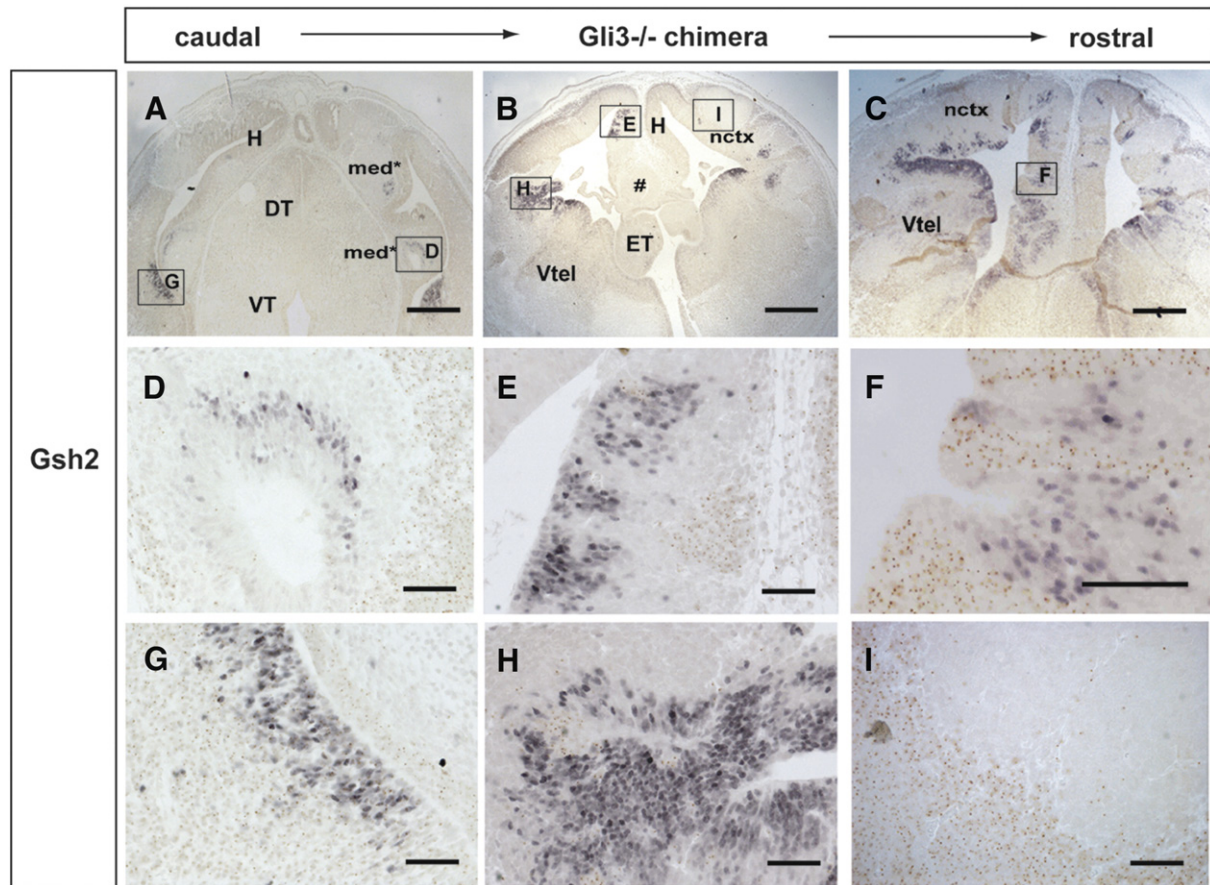 caudal Gli3-/- chimera rostral
Gsh2
A
H
med*
DT
med* D
G
VT
B
E H I
nctx
H
#
ET
Vtel
C
nctx
F
Vtel
D
E
F
G
H
I